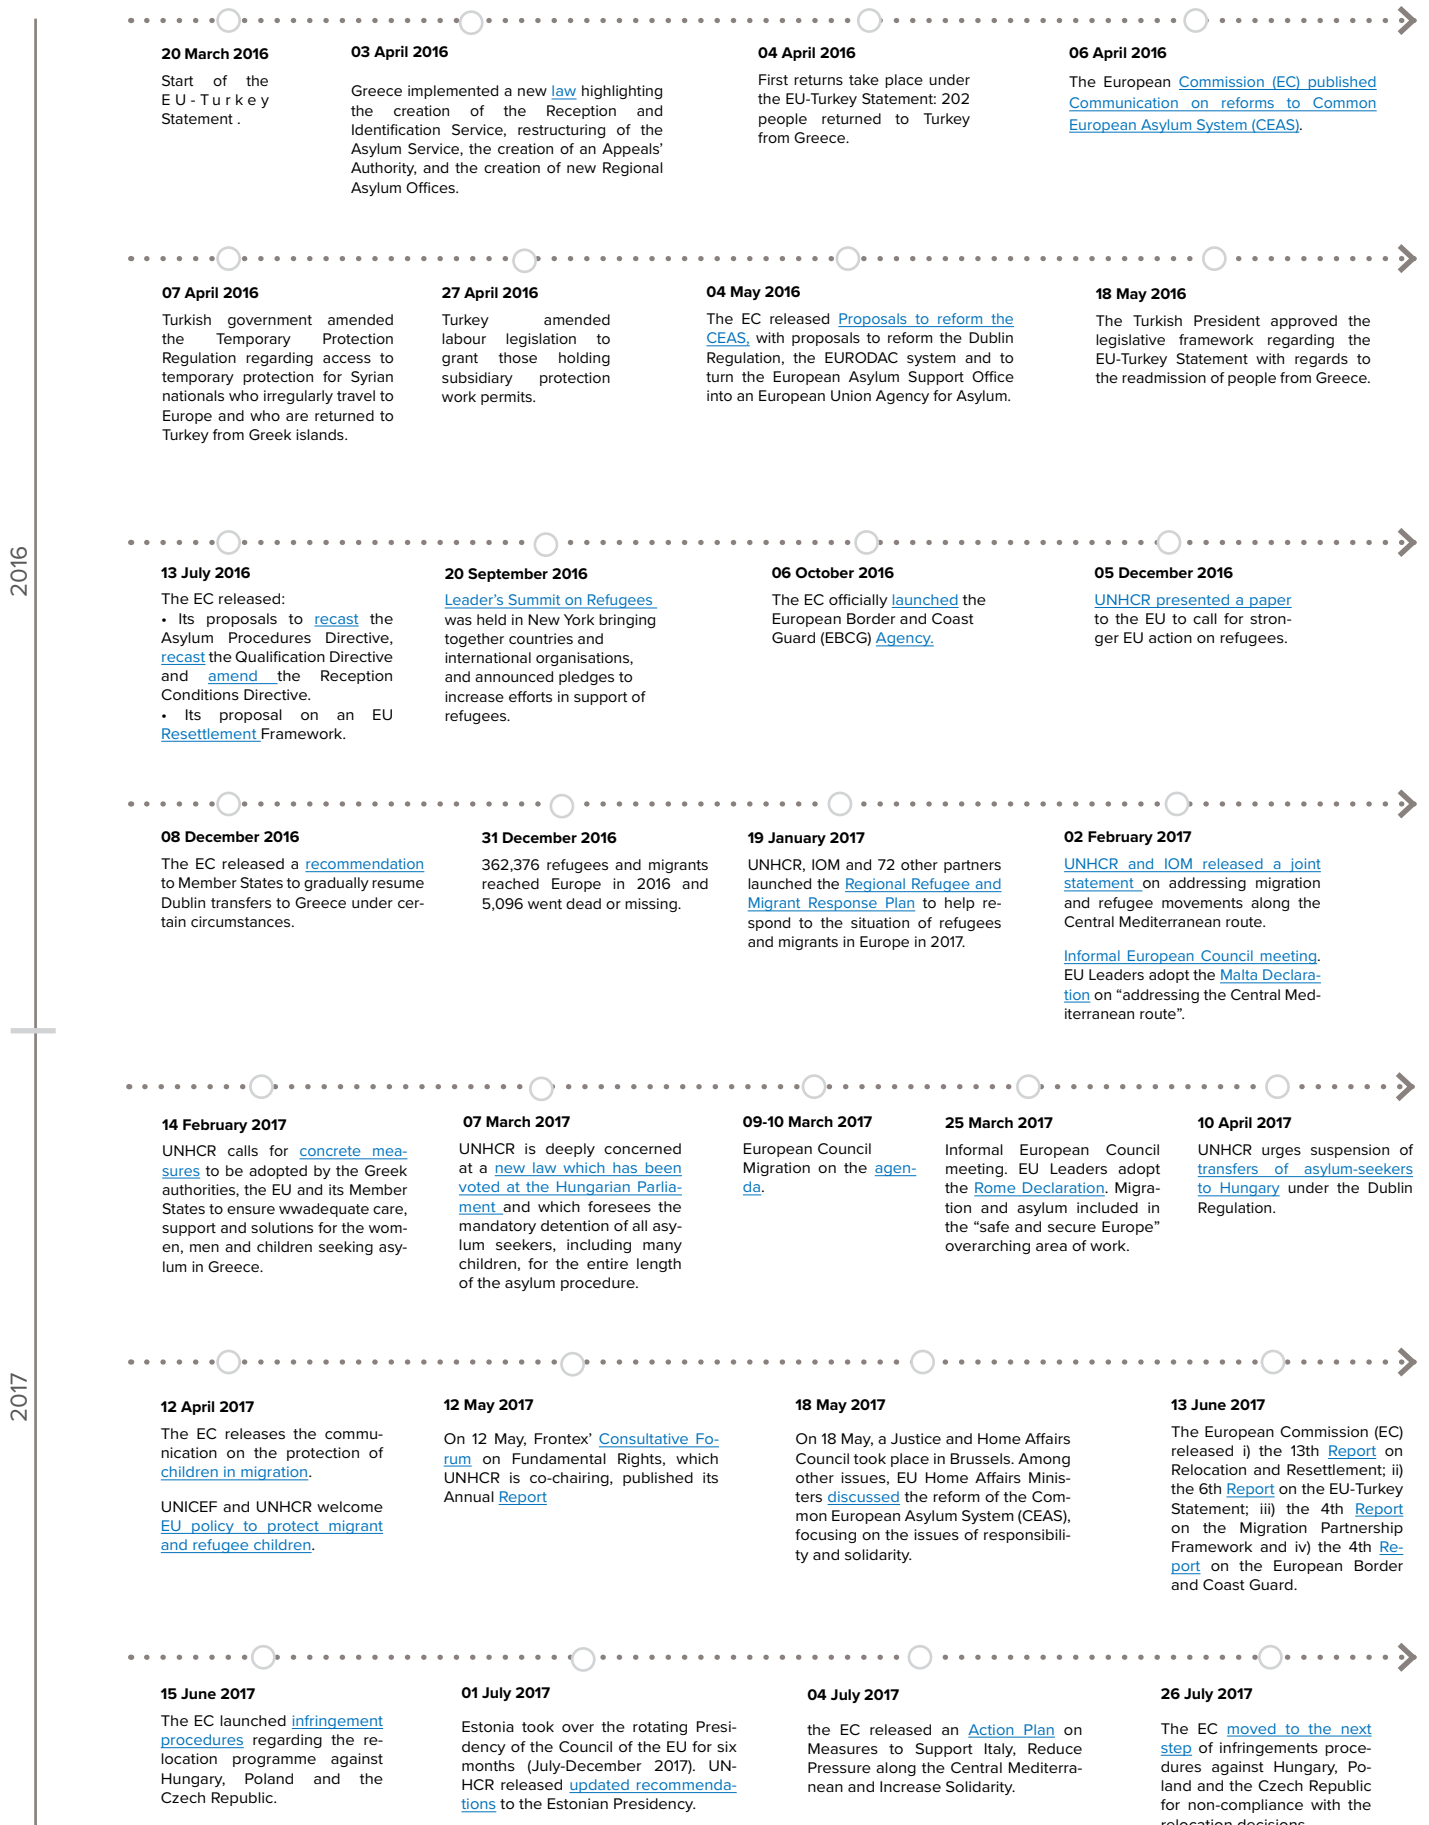 20 March 2016
Start of the
EU-Turkey
Statement .
03 April 2016
Greece implemented a new law highlighting
the creation of the Reception and
Identification Service, restructuring of the
Asylum Service, the creation of an Appeals'
Authority, and the creation of new Regional
Asylum Offices.
04 April 2016
First returns take place under
the EU-Turkey Statement: 202
people returned to Turkey
from Greece.
06 April 2016
The European Commission (EC) published
Communication on reforms to Common
European Asylum System (CEAS).
07 April 2016
Turkish government amended
the Temporary Protection
Regulation regarding access to
temporary protection for Syrian
nationals who irregularly travel to
Europe and who are returned to
Turkey from Greek islands.
27 April 2016
Turkey amended
labour legislation to
grant those holding
subsidiary protection
work permits.
04 May 2016
The EC released Proposals to reform the
CEAS, with proposals to reform the Dublin
Regulation, the EURODAC system and to
turn the European Asylum Support Office
into an European Union Agency for Asylum.
18 May 2016
The Turkish President approved the
legislative framework regarding the
EU-Turkey Statement with regards to
the readmission of people from Greece.
2016
13 July 2016
The EC released:
• Its proposals to recast the
Asylum Procedures Directive,
recast the Qualification Directive
and amend the Reception
Conditions Directive.
• Its proposal on an EU
Resettlement Framework.
20 September 2016
Leader's Summit on Refugees
was held in New York bringing
together countries and
international organisations,
and announced pledges to
increase efforts in support of
refugees.
06 October 2016
The EC officially launched the
European Border and Coast
Guard (EBCG) Agency.
05 December 2016
UNHCR presented a paper
to the EU to call for stron-
ger EU action on refugees.
08 December 2016
The EC released a recommendation
to Member States to gradually resume
Dublin transfers to Greece under cer-
tain circumstances.
31 December 2016
362,376 refugees and migrants
reached Europe in 2016 and
5,096 went dead or missing.
19 January 2017
UNHCR, IOM and 72 other partners
launched the Regional Refugee and
Migrant Response Plan to help re-
spond to the situation of refugees
and migrants in Europe in 2017.
02 February 2017
UNHCR and IOM released a joint
statement on addressing migration
and refugee movements along the
Central Mediterranean route.
Informal European Council meeting.
EU Leaders adopt the Malta Declara-
tion on “addressing the Central Med-
iterranean route”.
14 February 2017
UNHCR calls for concrete mea-
sures to be adopted by the Greek
authorities, the EU and its Member
States to ensure wwadequate care,
support and solutions for the wom-
en, men and children seeking asy-
lum in Greece.
07 March 2017
UNHCR is deeply concerned
at a new law which has been
voted at the Hungarian Parlia-
ment and which foresees the
mandatory detention of all asy-
lum seekers, including many
children, for the entire length
of the asylum procedure.
09-10 March 2017
European Council
Migration on the agen-
da.
25 March 2017
Informal European Council
meeting. EU Leaders adopt
the Rome Declaration. Migra-
tion and asylum included in
the “safe and secure Europe”
overarching area of work.
10 April 2017
UNHCR urges suspension of
transfers of asylum-seekers
to Hungary under the Dublin
Regulation.
2017
12 April 2017
The EC releases the commu-
nication on the protection of
children in migration.
UNICEF and UNHCR welcome
EU policy to protect migrant
and refugee children.
12 May 2017
On 12 May, Frontex' Consultative Fo-
rum on Fundamental Rights, which
UNHCR is co-chairing, published its
Annual Report
18 May 2017
On 18 May, a Justice and Home Affairs
Council took place in Brussels. Among
other issues, EU Home Affairs Minis-
ters discussed the reform of the Com-
mon European Asylum System (CEAS),
focusing on the issues of responsibili-
ty and solidarity.
13 June 2017
The European Commission (EC)
released i) the 13th Report on
Relocation and Resettlement; ii)
the 6th Report on the EU-Turkey
Statement; iii) the 4th Report
on the Migration Partnership
Framework and iv) the 4th Re-
port on the European Border
and Coast Guard.
15 June 2017
The EC launched infringement
procedures regarding the re-
location programme against
Hungary, Poland and the
Czech Republic.
01 July 2017
Estonia took over the rotating Presi-
dency of the Council of the EU for six
months (July-December 2017). UN-
HCR released updated recommenda-
tions to the Estonian Presidency.
04 July 2017
the EC released an Action Plan on
Measures to Support Italy, Reduce
Pressure along the Central Mediterra-
nean and Increase Solidarity.
26 July 2017
The EC moved to the next
step of infringements proce-
dures against Hungary, Po-
land and the Czech Republic
for non-compliance with the
relocation decisions